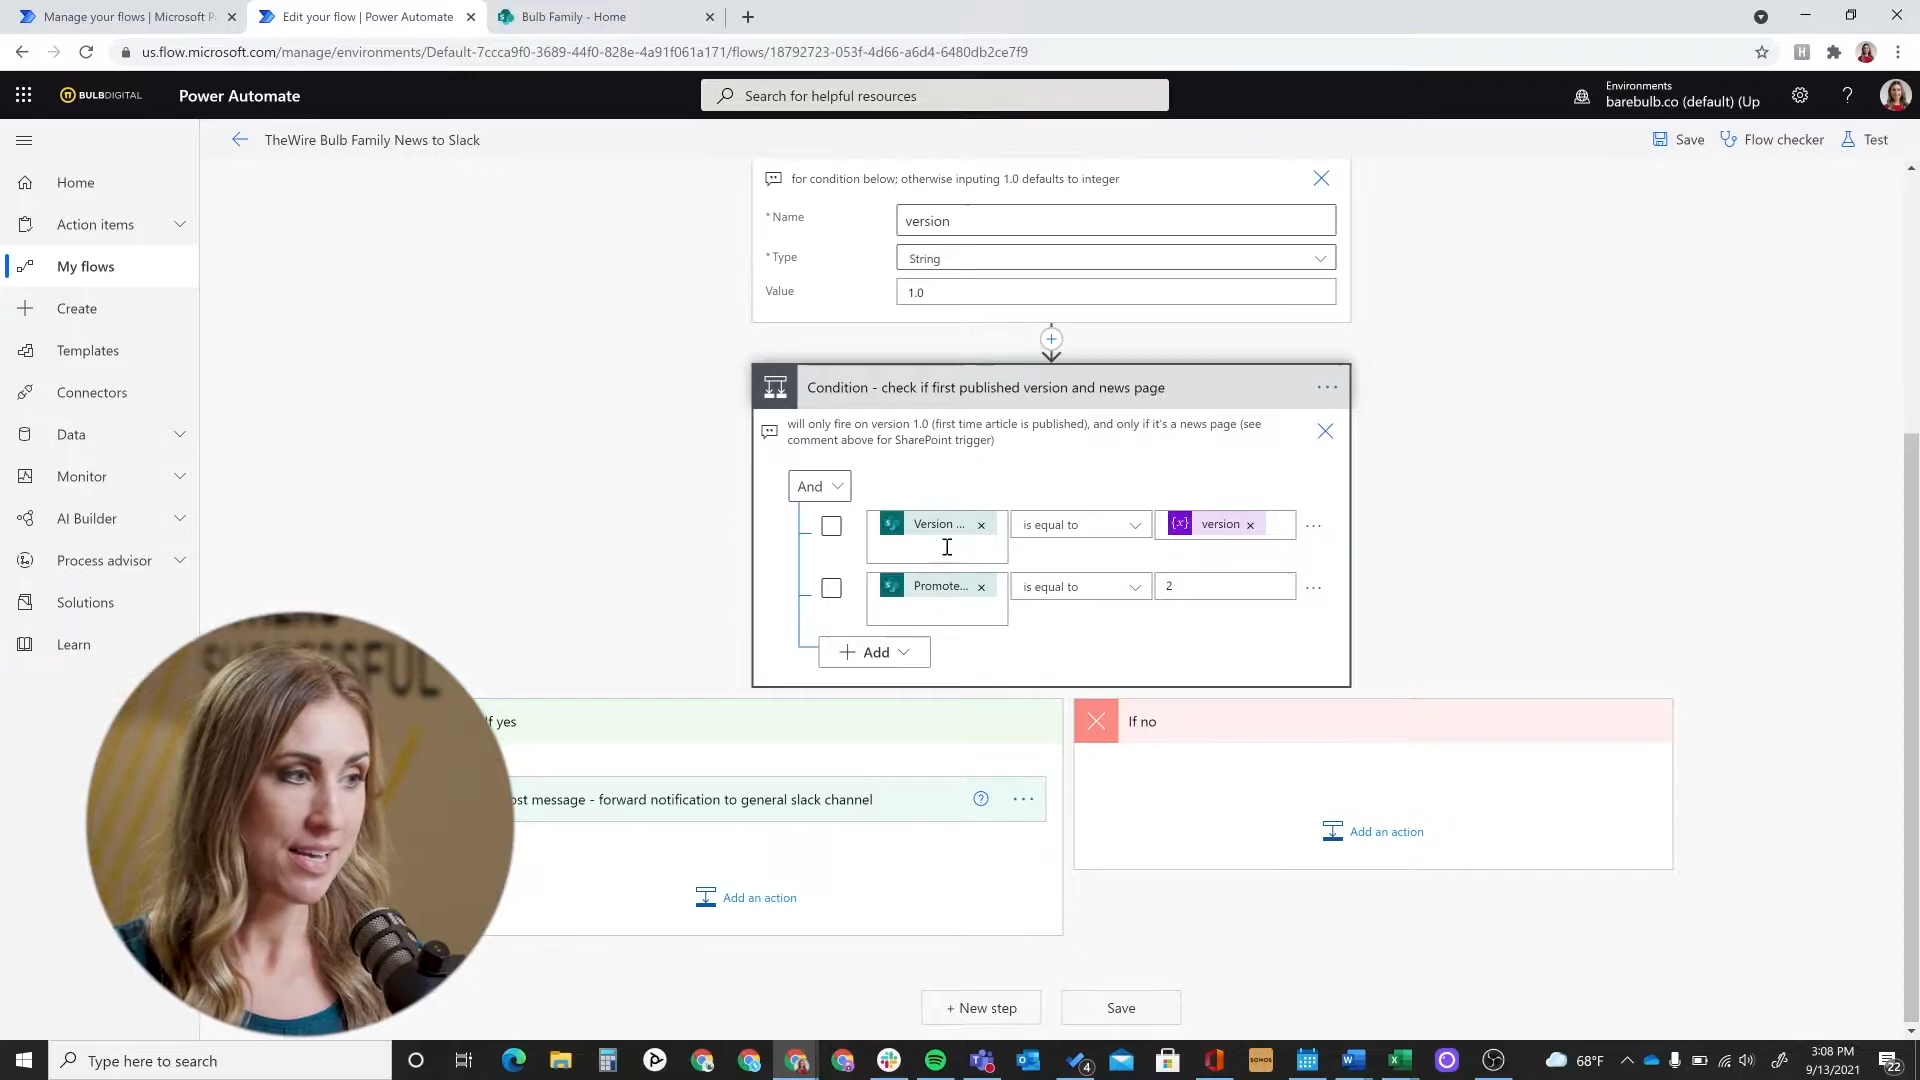 Manage your flows | Microsoft P
Edit your flow | Power Automate
Bulb Family - Home
us.flow.microsoft.com/manage/environments/Default-7ccca9f0-3689-44f0-828e-4a91f061a171/flows/18792723-053f-4d66-a6d4-6480db2ce7f9
BULBDIGITAL
Power Automate
Search for helpful resources
Environments
barebulb.co (default) (Up
TheWire Bulb Family News to Slack
Save
Flow checker
Test
Home
Action items
My flows
Create
Templates
Connectors
Data
Monitor
AI Builder
Process advisor
Solutions
Learn
for condition below; otherwise inputing 1.0 defaults to integer
* Name
version
* Type
String
Value
1.0
Condition - check if first published version and news page
will only fire on version 1.0 (first time article is published), and only if it's a news page (see
comment above for SharePoint trigger)
And
Version ...
is equal to
{x} version
Promote...
is equal to
2
Add
If yes
ost message - forward notification to general slack channel
Add an action
If no
Add an action
+ New step
Save
Type here to search
SONOS
4
68°F
3:08 PM
9/13/2021
22